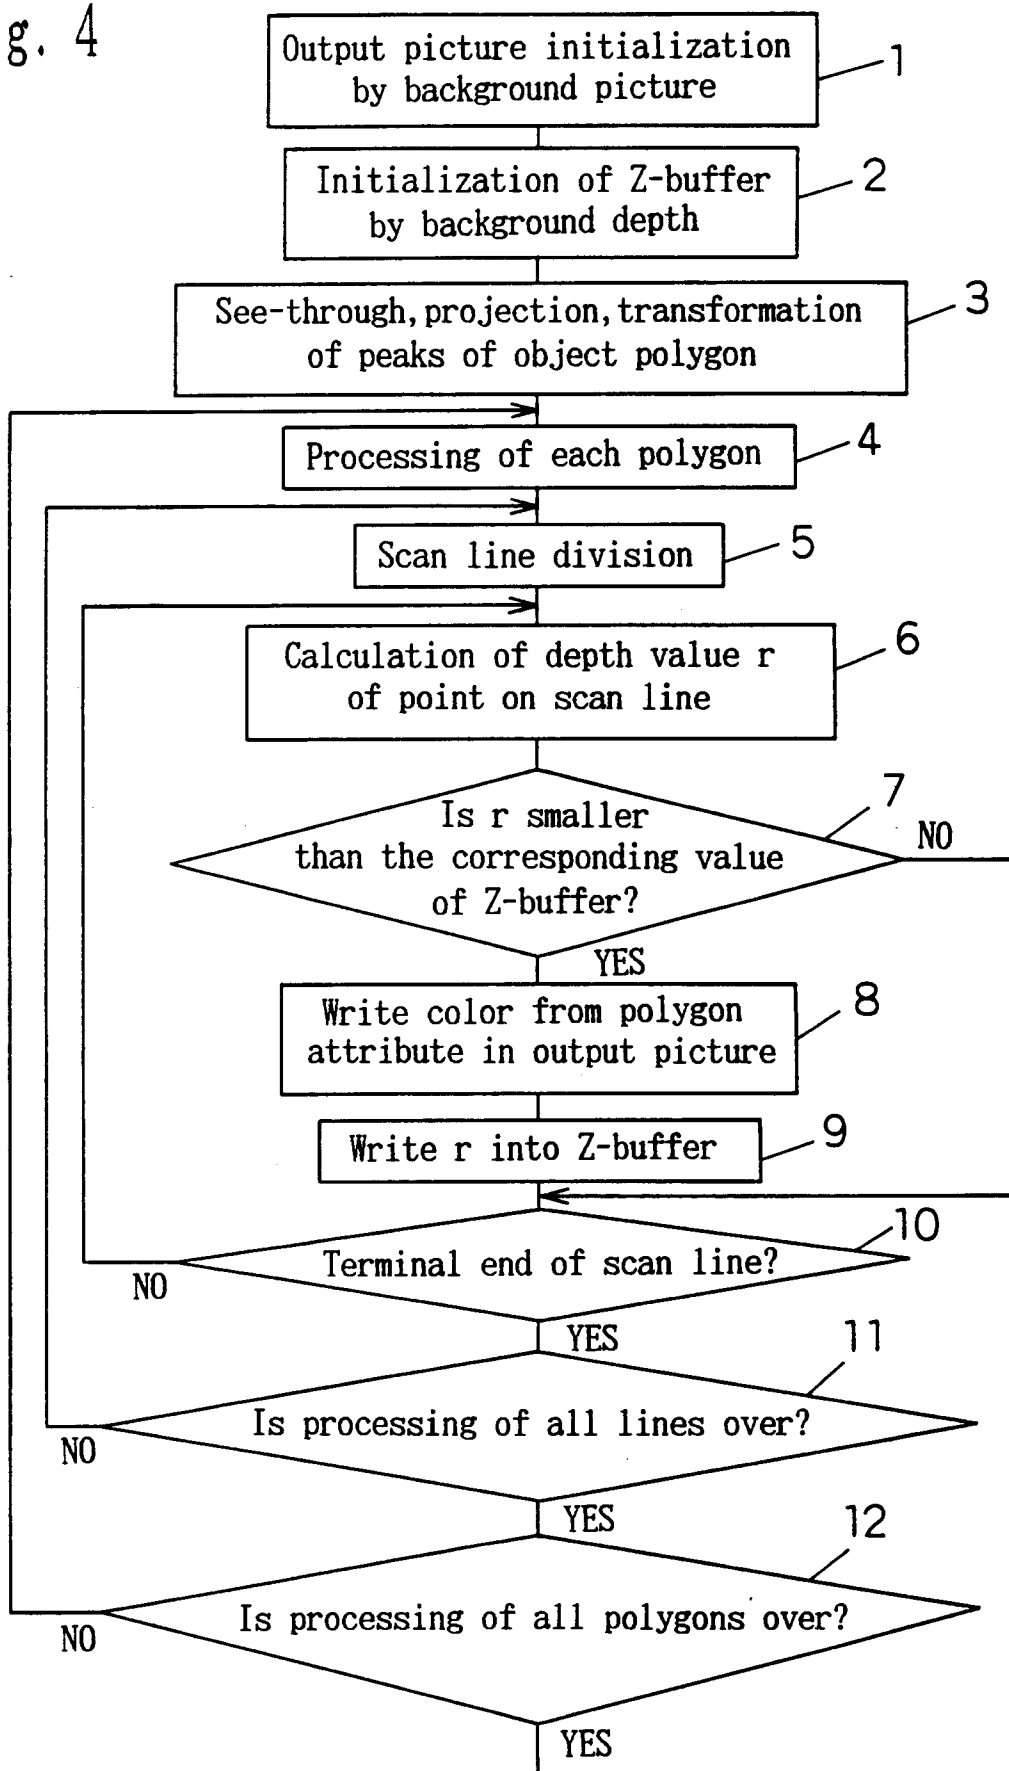 g. 4
Output picture initialization
by background picture
1
Initialization of Z-buffer
by background depth
2
See-through, projection, transformation
of peaks of object polygon
3
Processing of each polygon
4
Scan line division
5
Calculation of depth value r
of point on scan line
6
Is r smaller
than the corresponding value
of Z-buffer?
7
NO
YES
Write color from polygon
attribute in output picture
8
Write r into Z-buffer
9
Terminal end of scan line?
10
NO
YES
Is processing of all lines over?
11
NO
YES
Is processing of all polygons over?
12
NO
YES